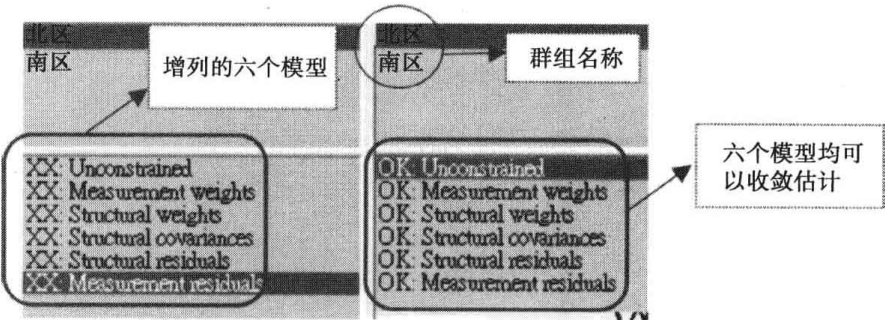 北区
南区
增列的六个模型
XX: Unconstrained
XX: Measurement weights
XX: Structural weights
XX: Structural covariances
XX: Structural residuals
XX: Measurement residuals
北区
南区
群组名称
OK: Unconstrained
OK: Measurement weights
OK: Structural weights
OK: Structural covariances
OK: Structural residuals
OK: Measurement residuals
六个模型均可
以收敛估计